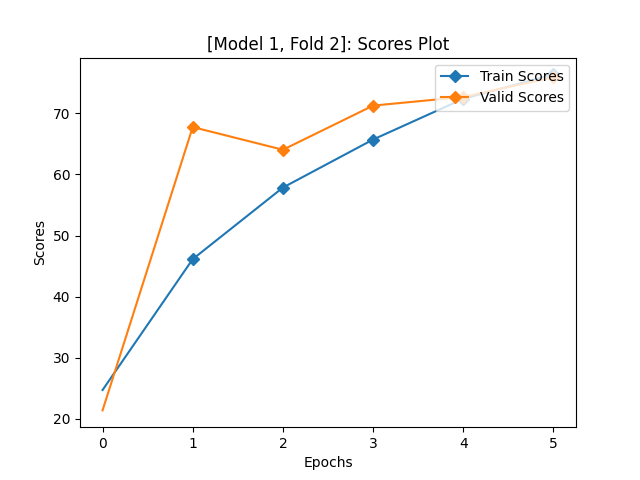 [Model 1, Fold 2]: Scores Plot
Train Scores
Valid Scores
70
60
50
40
30
20
Scores
0 1 2 3 4 5
Epochs